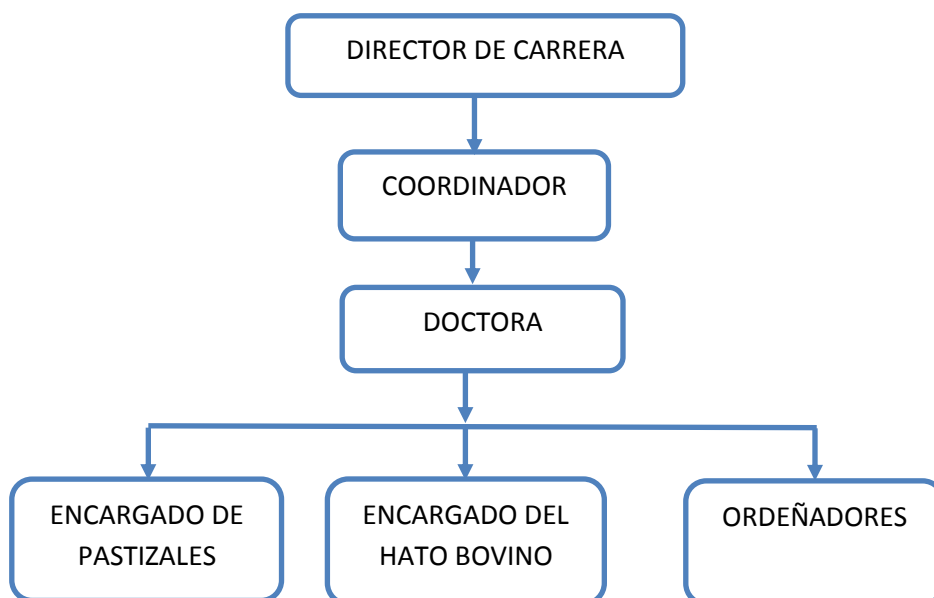 DIRECTOR DE CARRERA
COORDINADOR
DOCTORA
ENCARGADO DE
PASTIZALES
ENCARGADO DEL
HATO BOVINO
ORDEÑADORES